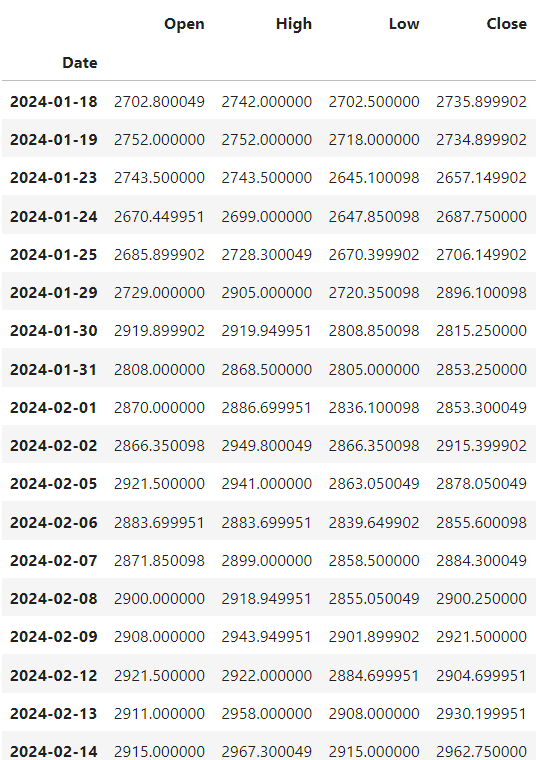 Open High Low Close
Date
2024-01-18 2702.800049 2742.000000 2702.500000 2735.899902
2024-01-19 2752.000000 2752.000000 2718.000000 2734.899902
2024-01-23 2743.500000 2743.500000 2645.100098 2657.149902
2024-01-24 2670.449951 2699.000000 2647.850098 2687.750000
2024-01-25 2685.899902 2728.300049 2670.399902 2706.149902
2024-01-29 2729.000000 2905.000000 2720.350098 2896.100098
2024-01-30 2919.899902 2919.949951 2808.850098 2815.250000
2024-01-31 2808.000000 2868.500000 2805.000000 2853.250000
2024-02-01 2870.000000 2886.699951 2836.100098 2853.300049
2024-02-02 2866.350098 2949.800049 2866.350098 2915.399902
2024-02-05 2921.500000 2941.000000 2863.050049 2878.050049
2024-02-06 2883.699951 2883.699951 2839.649902 2855.600098
2024-02-07 2871.850098 2899.000000 2858.500000 2884.300049
2024-02-08 2900.000000 2918.949951 2855.050049 2900.250000
2024-02-09 2908.000000 2943.949951 2901.899902 2921.500000
2024-02-12 2921.500000 2922.000000 2884.699951 2904.699951
2024-02-13 2911.000000 2958.000000 2908.000000 2930.199951
2024-02-14 2915.000000 2967.300049 2915.000000 2962.750000